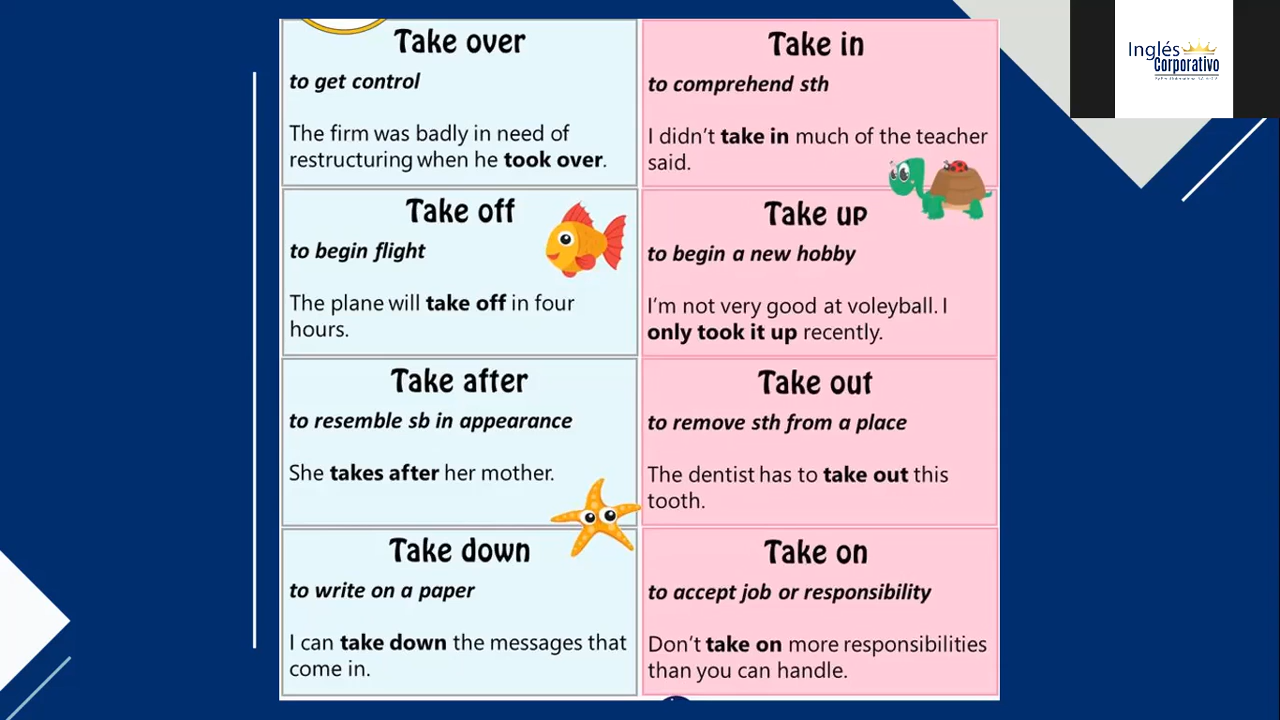 Take over
to get control
The firm was badly in need of
restructuring when he took over.
Take in
to comprehend sth
I didn't take in much of the teacher
said.
Take off
to begin flight
The plane will take off in four
hours.
Take up
to begin a new hobby
I'm not very good at voleyball. I
only took it up recently.
Take after
to resemble sb in appearance
She takes after her mother.
Take out
to remove sth from a place
The dentist has to take out this
tooth.
Take down
to write on a paper
I can take down the messages that
come in.
Take on
to accept job or responsibility
Don't take on more responsibilities
than you can handle.
Inglés
Corporativo